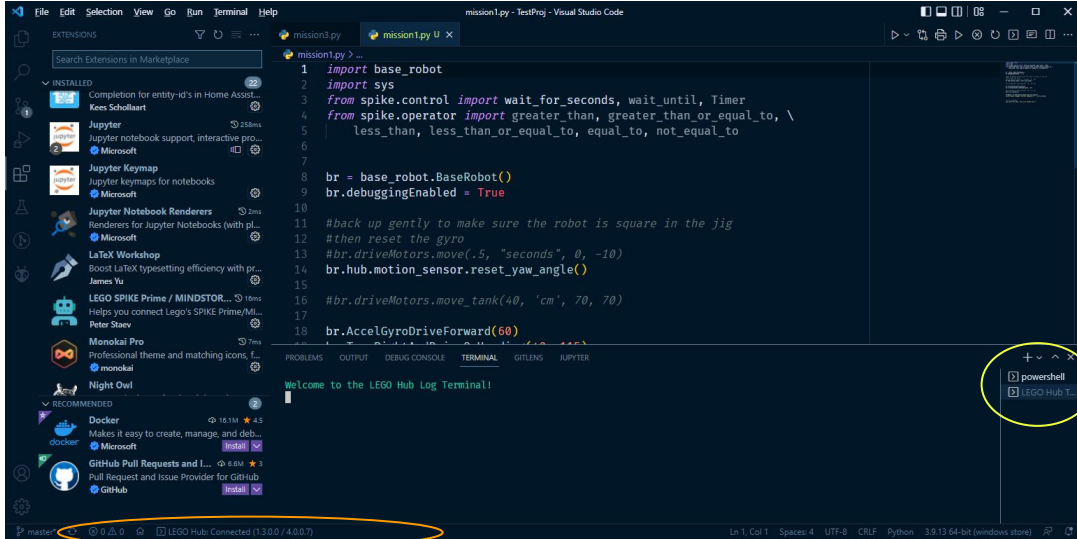 File Edit Selection View Go Run Terminal Help
mission1.py - TestProj - Visual Studio Code
EXTENSIONS
Search Extensions in Marketplace
INSTALLED 22
Completion for entity-id's in Home Assist...
Kees Schollaart
Jupyter 258ms
Jupyter notebook support, interactive pro...
Microsoft
2
Jupyter Keymap
Jupyter keymaps for notebooks
Microsoft
Jupyter Notebook Renderers 2ms
Renderers for Jupyter Notebooks (with pl...
Microsoft
LaTeX Workshop
Boost LaTeX typesetting efficiency with pr...
James Yu
LEGO SPIKE Prime / MINDSTOR... 16ms
Helps you connect Lego's SPIKE Prime/Mi...
Peter Staev
Monokai Pro 7ms
Professional theme and matching icons, f...
monokai
Night Owl
RECOMMENDED 2
Docker 16.1M 4.5
Makes it easy to create, manage, and deb...
Microsoft Install
docker
GitHub Pull Requests and I... 6.6M 3
Pull Request and Issue Provider for GitHub
GitHub Install
mission3.py mission1.py U
mission1.py > ...
1 import base_robot
2 import sys
3 from spike.control import wait_for_seconds, wait_until, Timer
4 from spike.operator import greater_than, greater_than_or_equal_to, \
5 less_than, less_than_or_equal_to, equal_to, not_equal_to
6
7
8 br = base_robot.BaseRobot()
9 br.debuggingEnabled = True
10
11 #back up gently to make sure the robot is square in the jig
12 #then reset the gyro
13 #br.driveMotors.move(.5, "seconds", 0, -10)
14 br.hub.motion_sensor.reset_yaw_angle()
15
16 #br.driveMotors.move_tank(40, 'cm', 70, 70)
17
18 br.AccelGyroDriveForward(60)
PROBLEMS OUTPUT DEBUG CONSOLE TERMINAL GITLENS JUPYTER
Welcome to the LEGO Hub Log Terminal!
powershell
LEGO Hub T...
master* 0 0 LEGO Hub: Connected (1.3.0.0 / 4.0.0.7)
Ln 1, Col 1 Spaces: 4 UTF-8 CRLF Python 3.9.13 64-bit (windows store)